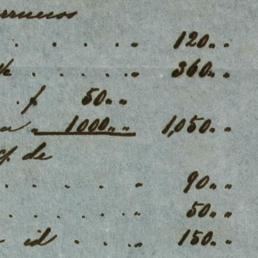 . . . . 120 " "
. . . . 360 " "
. f 50 " "
a " 1000 " " 1,050 " "
de
. . . . 90 " "
. . . . 50 " "
id . . . 150 " "